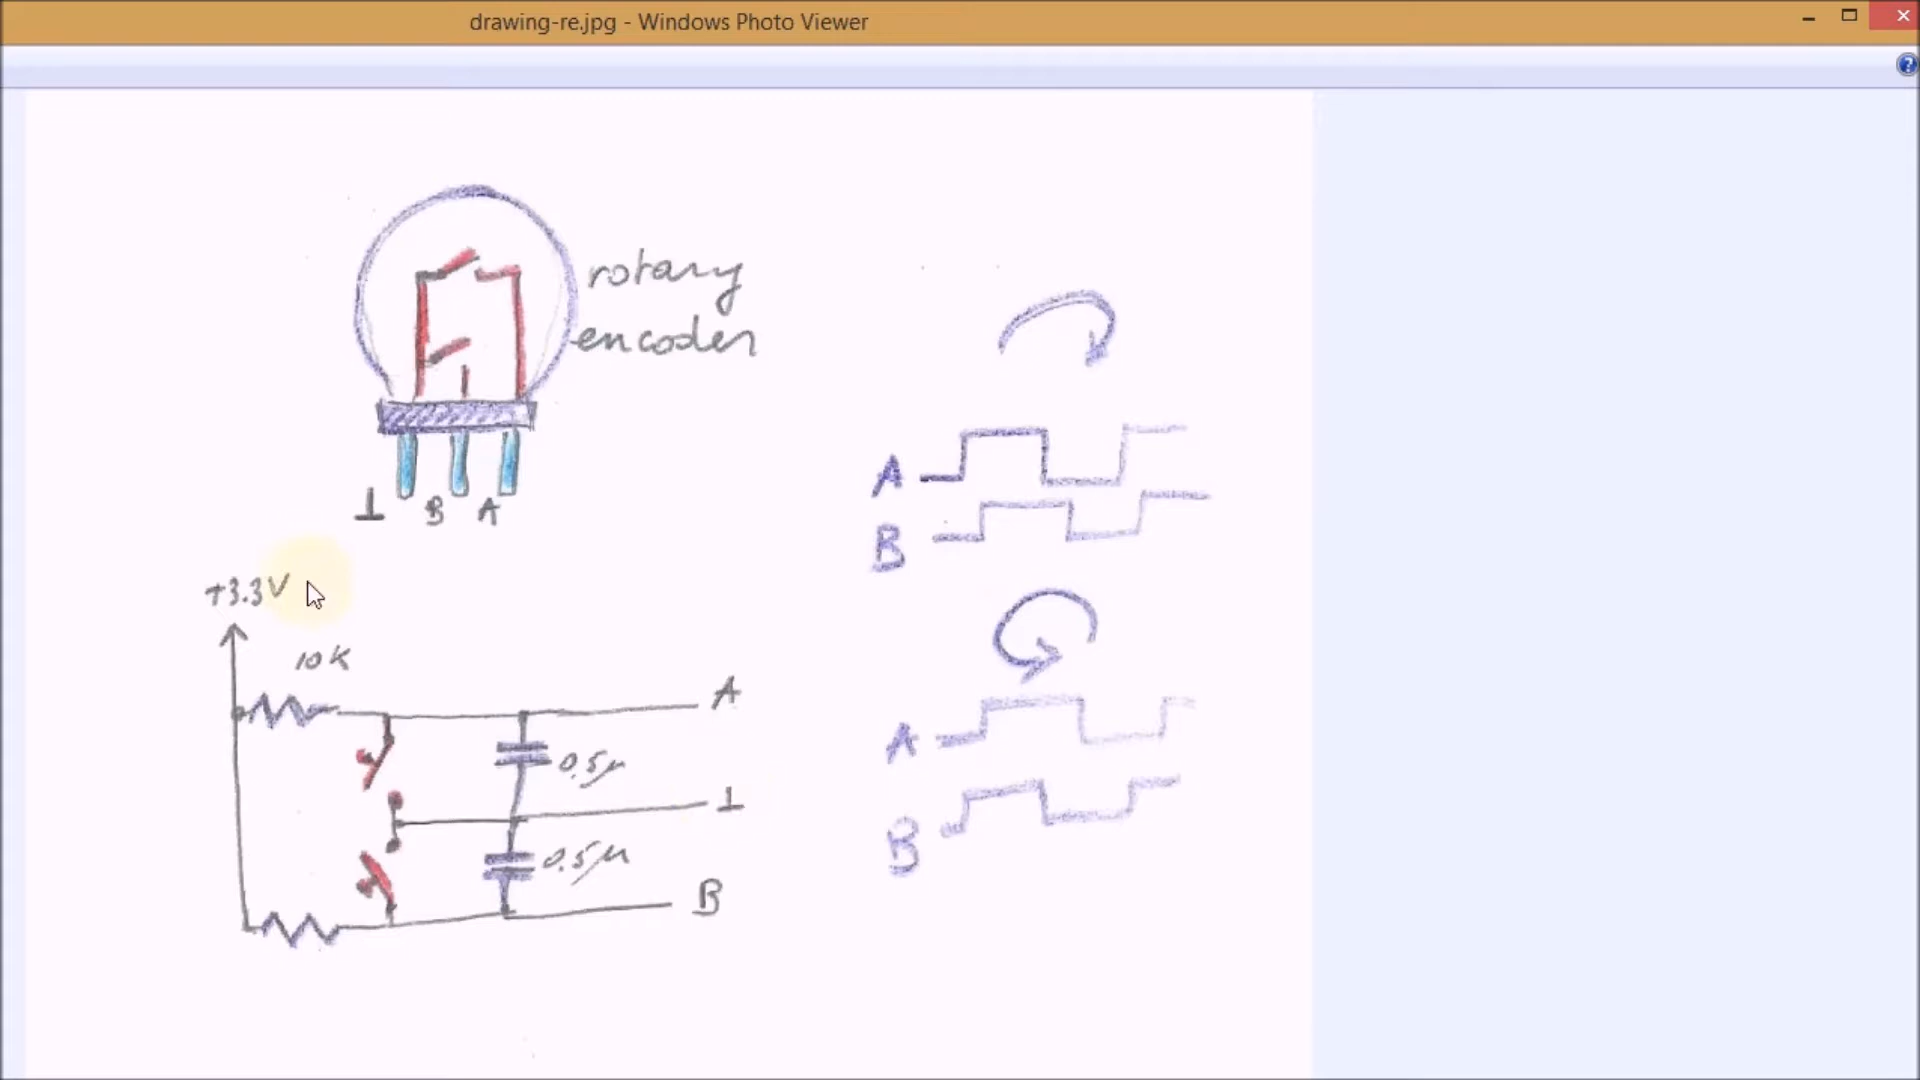 drawing-re.jpg - Windows Photo Viewer
rotary
encoder
⊥ B A
A
B
+3.3V
10K
A
0.5µ
⊥
0.5µ
B
A
B